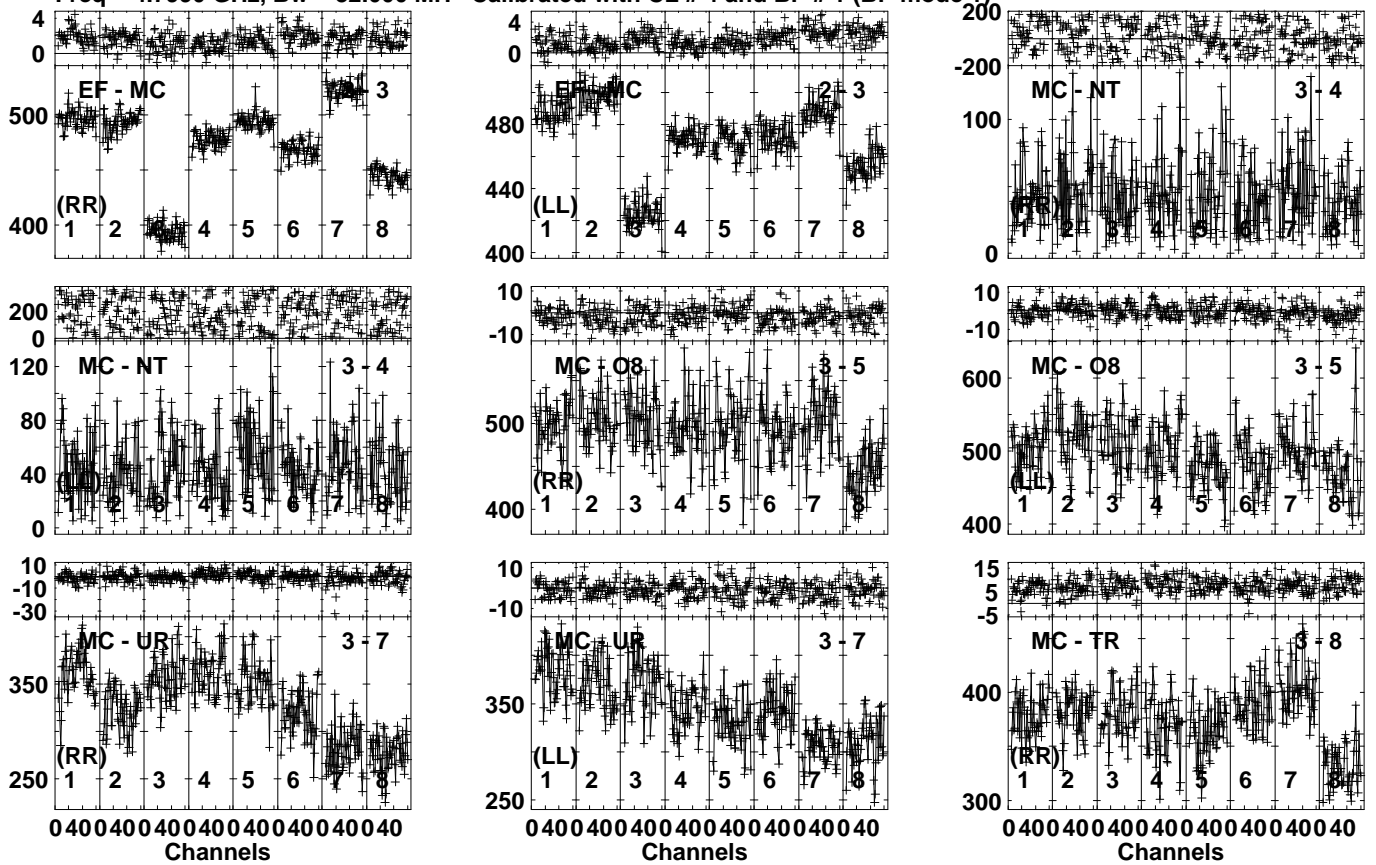 4 4 200
0 0 -200
EF - MC 2 - 3 EF - MC 2 - 3 MC - NT 3 - 4
500 480 100
440
(RR) (LL) (RR)
400 1 2 3 4 5 6 7 8 400 1 2 3 4 5 6 7 8 0 1 2 3 4 5 6 7 8
200 10 10
0 -10 -10
120 MC - NT 3 - 4 MC - O8 3 - 5 600 MC - O8 3 - 5
80 500 500
40 (LL) (RR) (LL)
0 1 2 3 4 5 6 7 8 400 1 2 3 4 5 6 7 8 400 1 2 3 4 5 6 7 8
10 10 15
-10 -10 5
-30 -5
MC - UR 3 - 7 MC - UR 3 - 7 MC - TR 3 - 8
350 350 400
(RR) (LL) (RR)
250 1 2 3 4 5 6 7 8 250 1 2 3 4 5 6 7 8 300 1 2 3 4 5 6 7 8
0 40 0 40 0 40 0 40 0 40 0 40 0 40 0 40 0 40 0 40 0 40 0 40 0 40 0 40 0 40 0 40 0 40 0 40 0 40 0 40 0 40 0 40 0 40 0 40
Channels Channels Channels